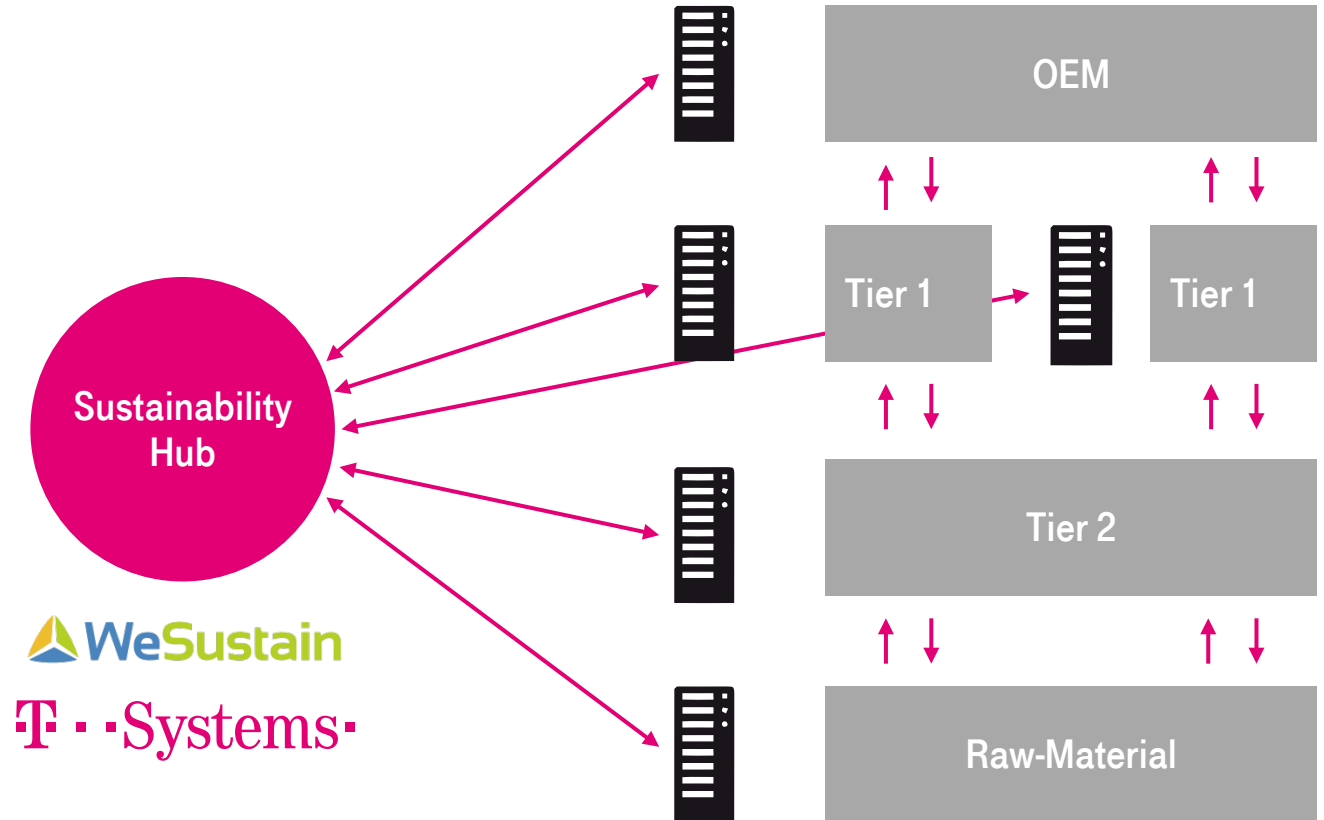 OEM
Tier 1
Tier 1
Sustainability
Hub
Tier 2
WeSustain
T··Systems·
Raw-Material